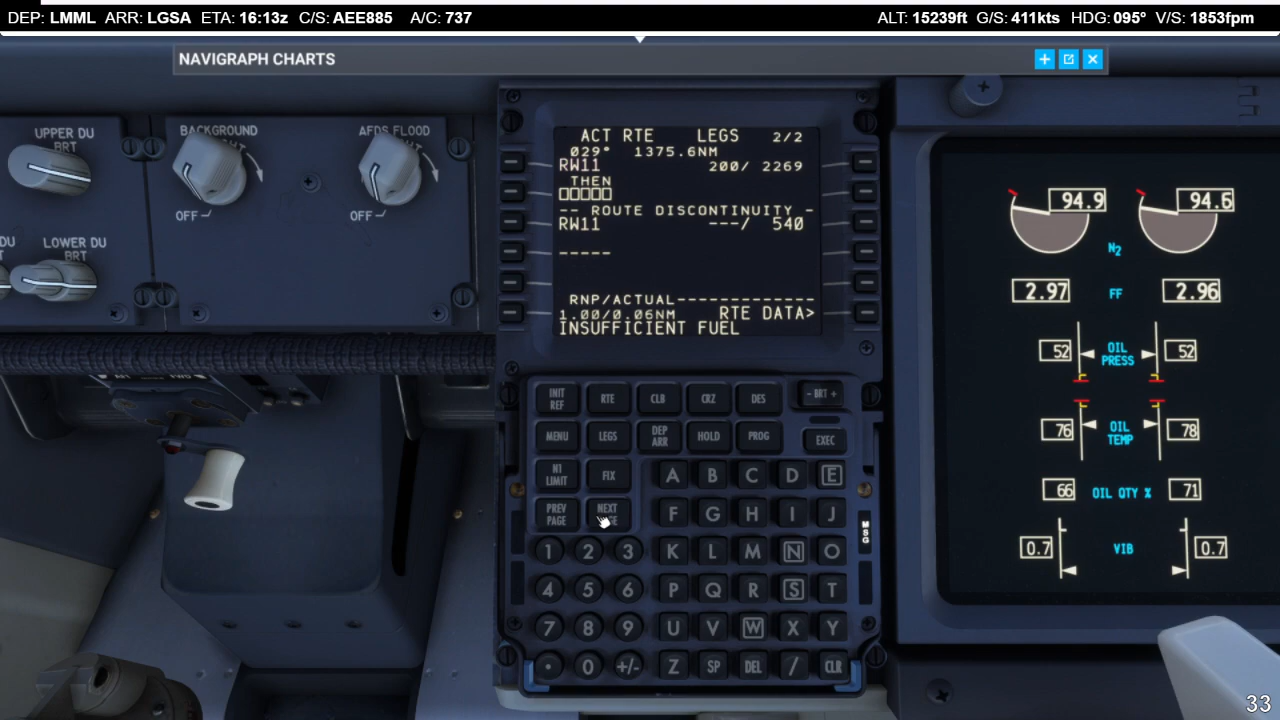 DEP: LMML ARR: LGSA ETA: 16:13z C/S: AEE885 A/C: 737 ALT: 15239ft G/S: 411kts HDG: 095° V/S: 1853fpm
NAVIGRAPH CHARTS
UPPER DU
BRT
BACKGROUND
AFDS FLOOD
OFF
OFF
DU
LOWER DU
BRT
ACT RTE LEGS 2/2
029° 1375.6NM
RW11 200/ 2269
THEN
□□□□□
-- ROUTE DISCONTINUITY -
RW11 ---/ 540
-----
RNP/ACTUAL-------------
1.00/0.06NM RTE DATA>
INSUFFICIENT FUEL
INIT REF RTE CLB CRZ DES - BRT +
MENU LEGS DEP ARR HOLD PROG EXEC
N1 LIMIT FIX A B C D E
PREV PAGE NEXT F G H I J
MSG
1 2 3 K L M N O
4 5 6 P Q R S T
7 8 9 U V W X Y
. 0 +/- Z SP DEL / CLR
94.9 94.5
N2
2.97 FF 2.96
52 OIL PRESS 52
76 OIL TEMP 78
66 OIL QTY % 71
0.7 VIB 0.7
33